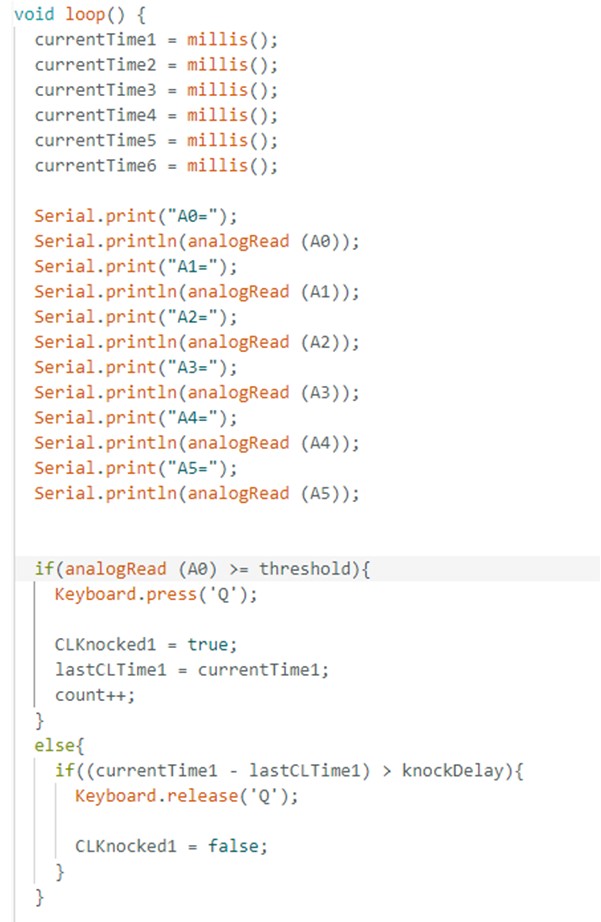 void loop() {
currentTime1 = millis();
currentTime2 = millis();
currentTime3 = millis();
currentTime4 = millis();
currentTime5 = millis();
currentTime6 = millis();
Serial.print("A0=");
Serial.println(analogRead (A0));
Serial.print("A1=");
Serial.println(analogRead (A1));
Serial.print("A2=");
Serial.println(analogRead (A2));
Serial.print("A3=");
Serial.println(analogRead (A3));
Serial.print("A4=");
Serial.println(analogRead (A4));
Serial.print("A5=");
Serial.println(analogRead (A5));
if(analogRead (A0) >= threshold){
Keyboard.press('Q');
CLKnocked1 = true;
lastCLTime1 = currentTime1;
count++;
}
else{
if((currentTime1 - lastCLTime1) > knockDelay){
Keyboard.release('Q');
CLKnocked1 = false;
}
}